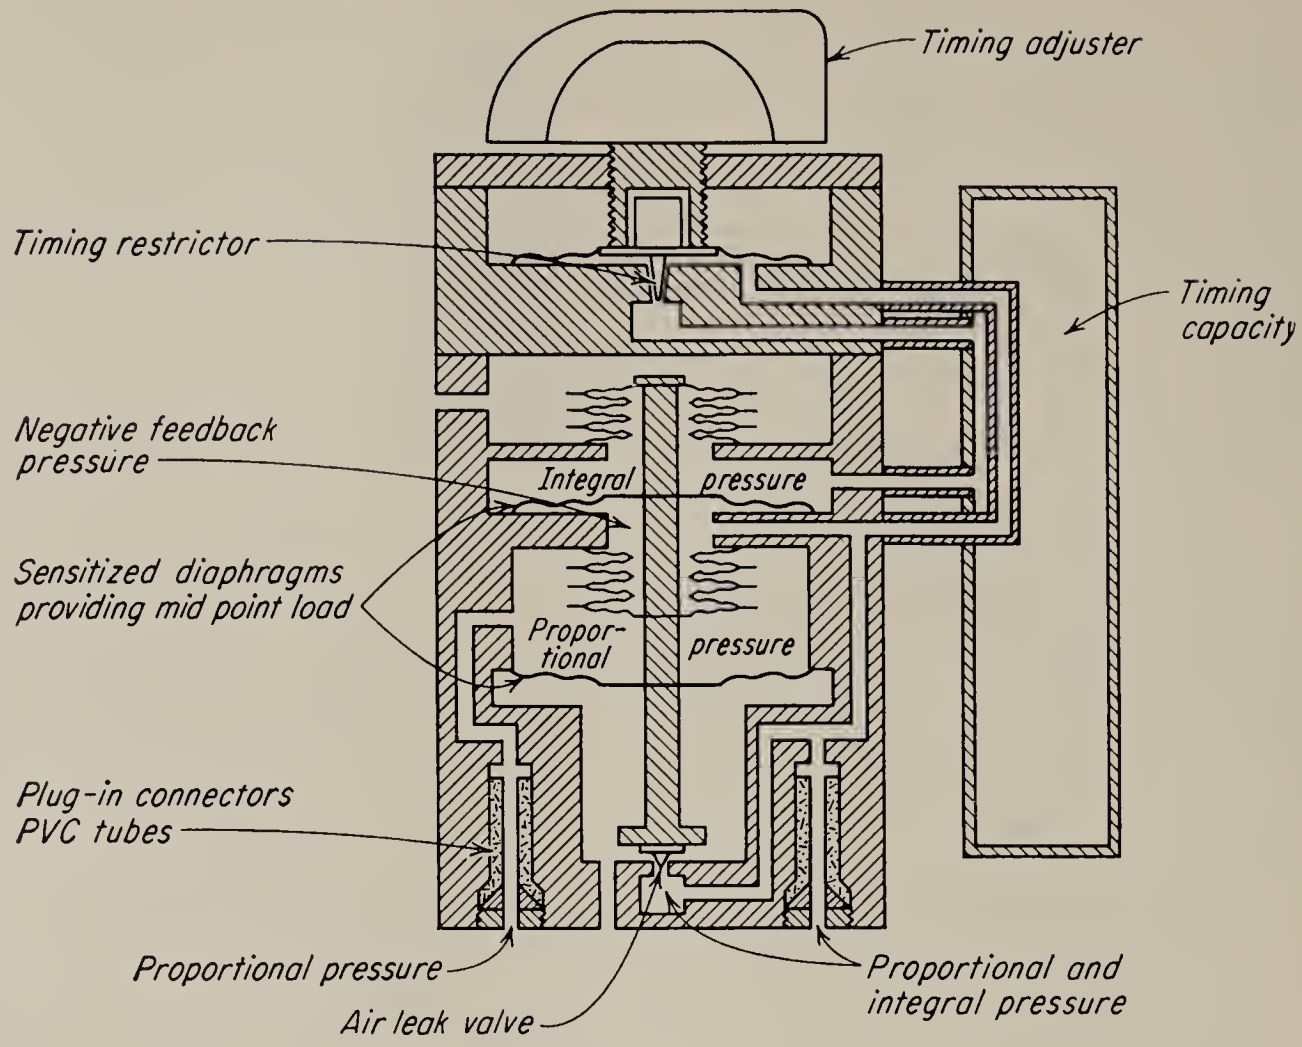 Timing adjuster
Timing restrictor
Timing
capacity
Negative feedback
pressure
Integral pressure
Sensitized diaphragms
providing mid point load
Propor-
tional pressure
Plug-in connectors
PVC tubes
Proportional pressure
Air leak valve
Proportional and
integral pressure